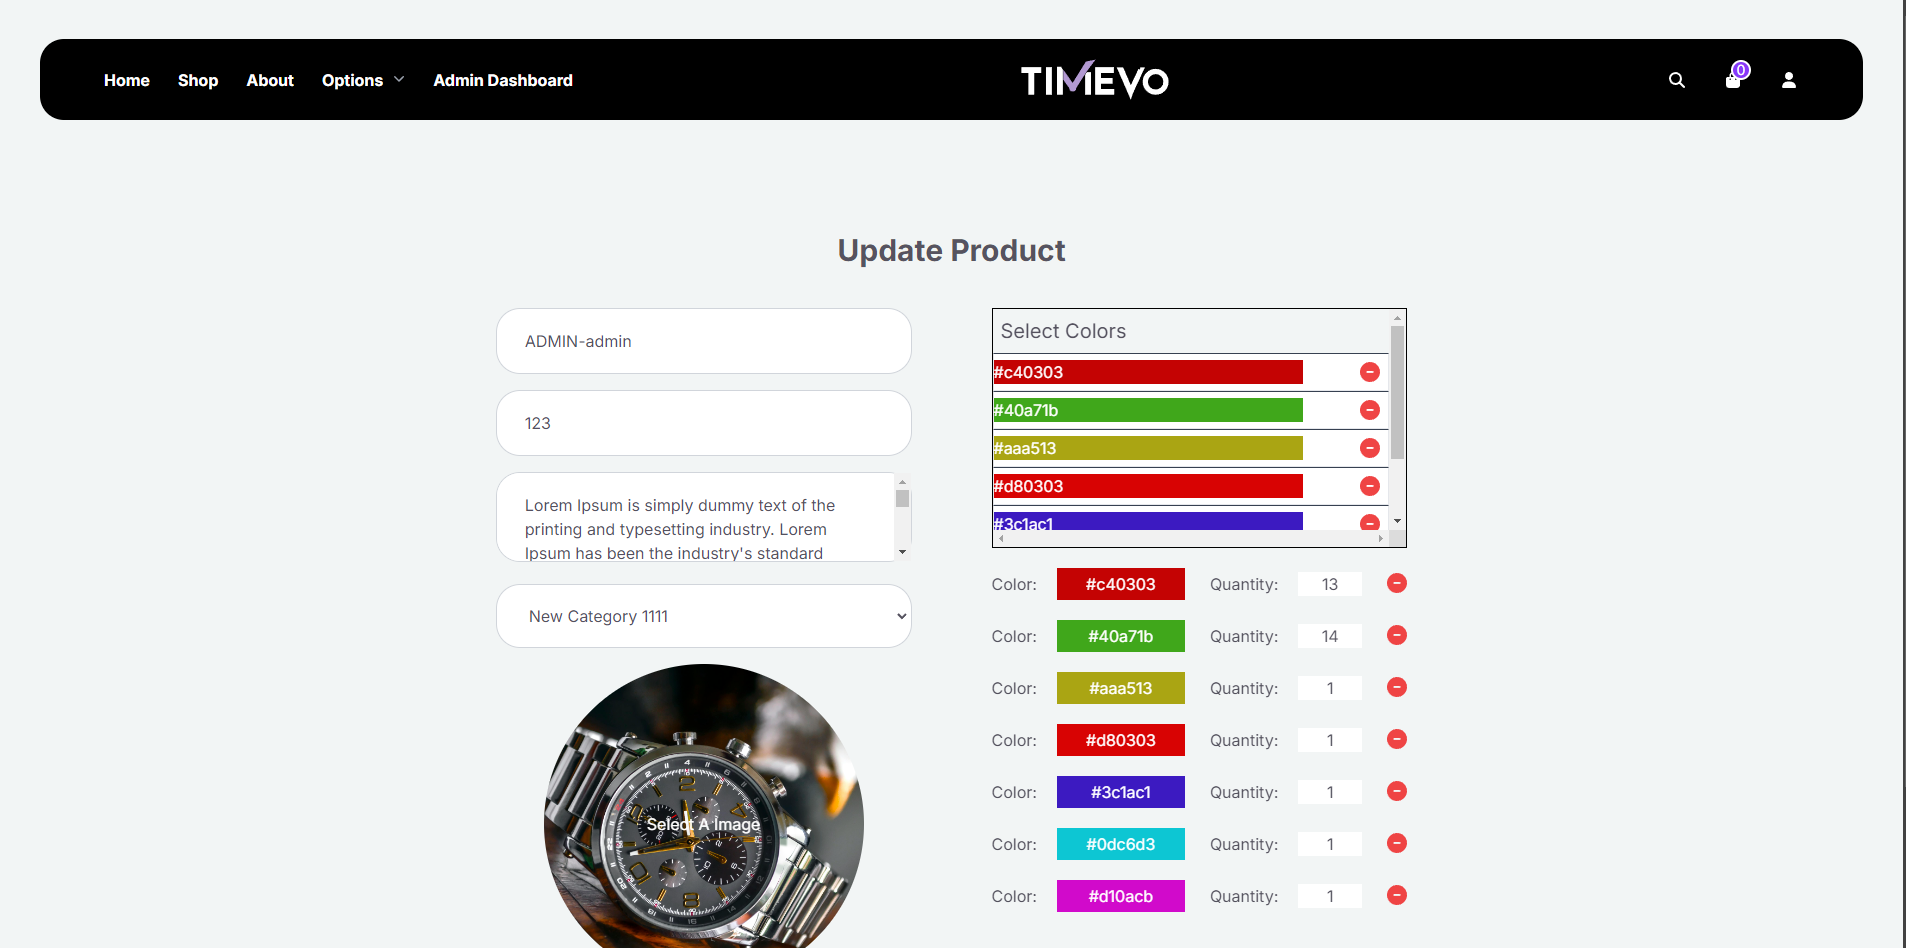 Home Shop About Options Admin Dashboard
TIMEVO
0
Update Product
ADMIN-admin
123
Lorem Ipsum is simply dummy text of the
printing and typesetting industry. Lorem
Ipsum has been the industry's standard
New Category 1111
Select A Image
Select Colors
#c40303
#40a71b
#aaa513
#d80303
#3c1ac1
Color: #c40303 Quantity: 13
Color: #40a71b Quantity: 14
Color: #aaa513 Quantity: 1
Color: #d80303 Quantity: 1
Color: #3c1ac1 Quantity: 1
Color: #0dc6d3 Quantity: 1
Color: #d10acb Quantity: 1